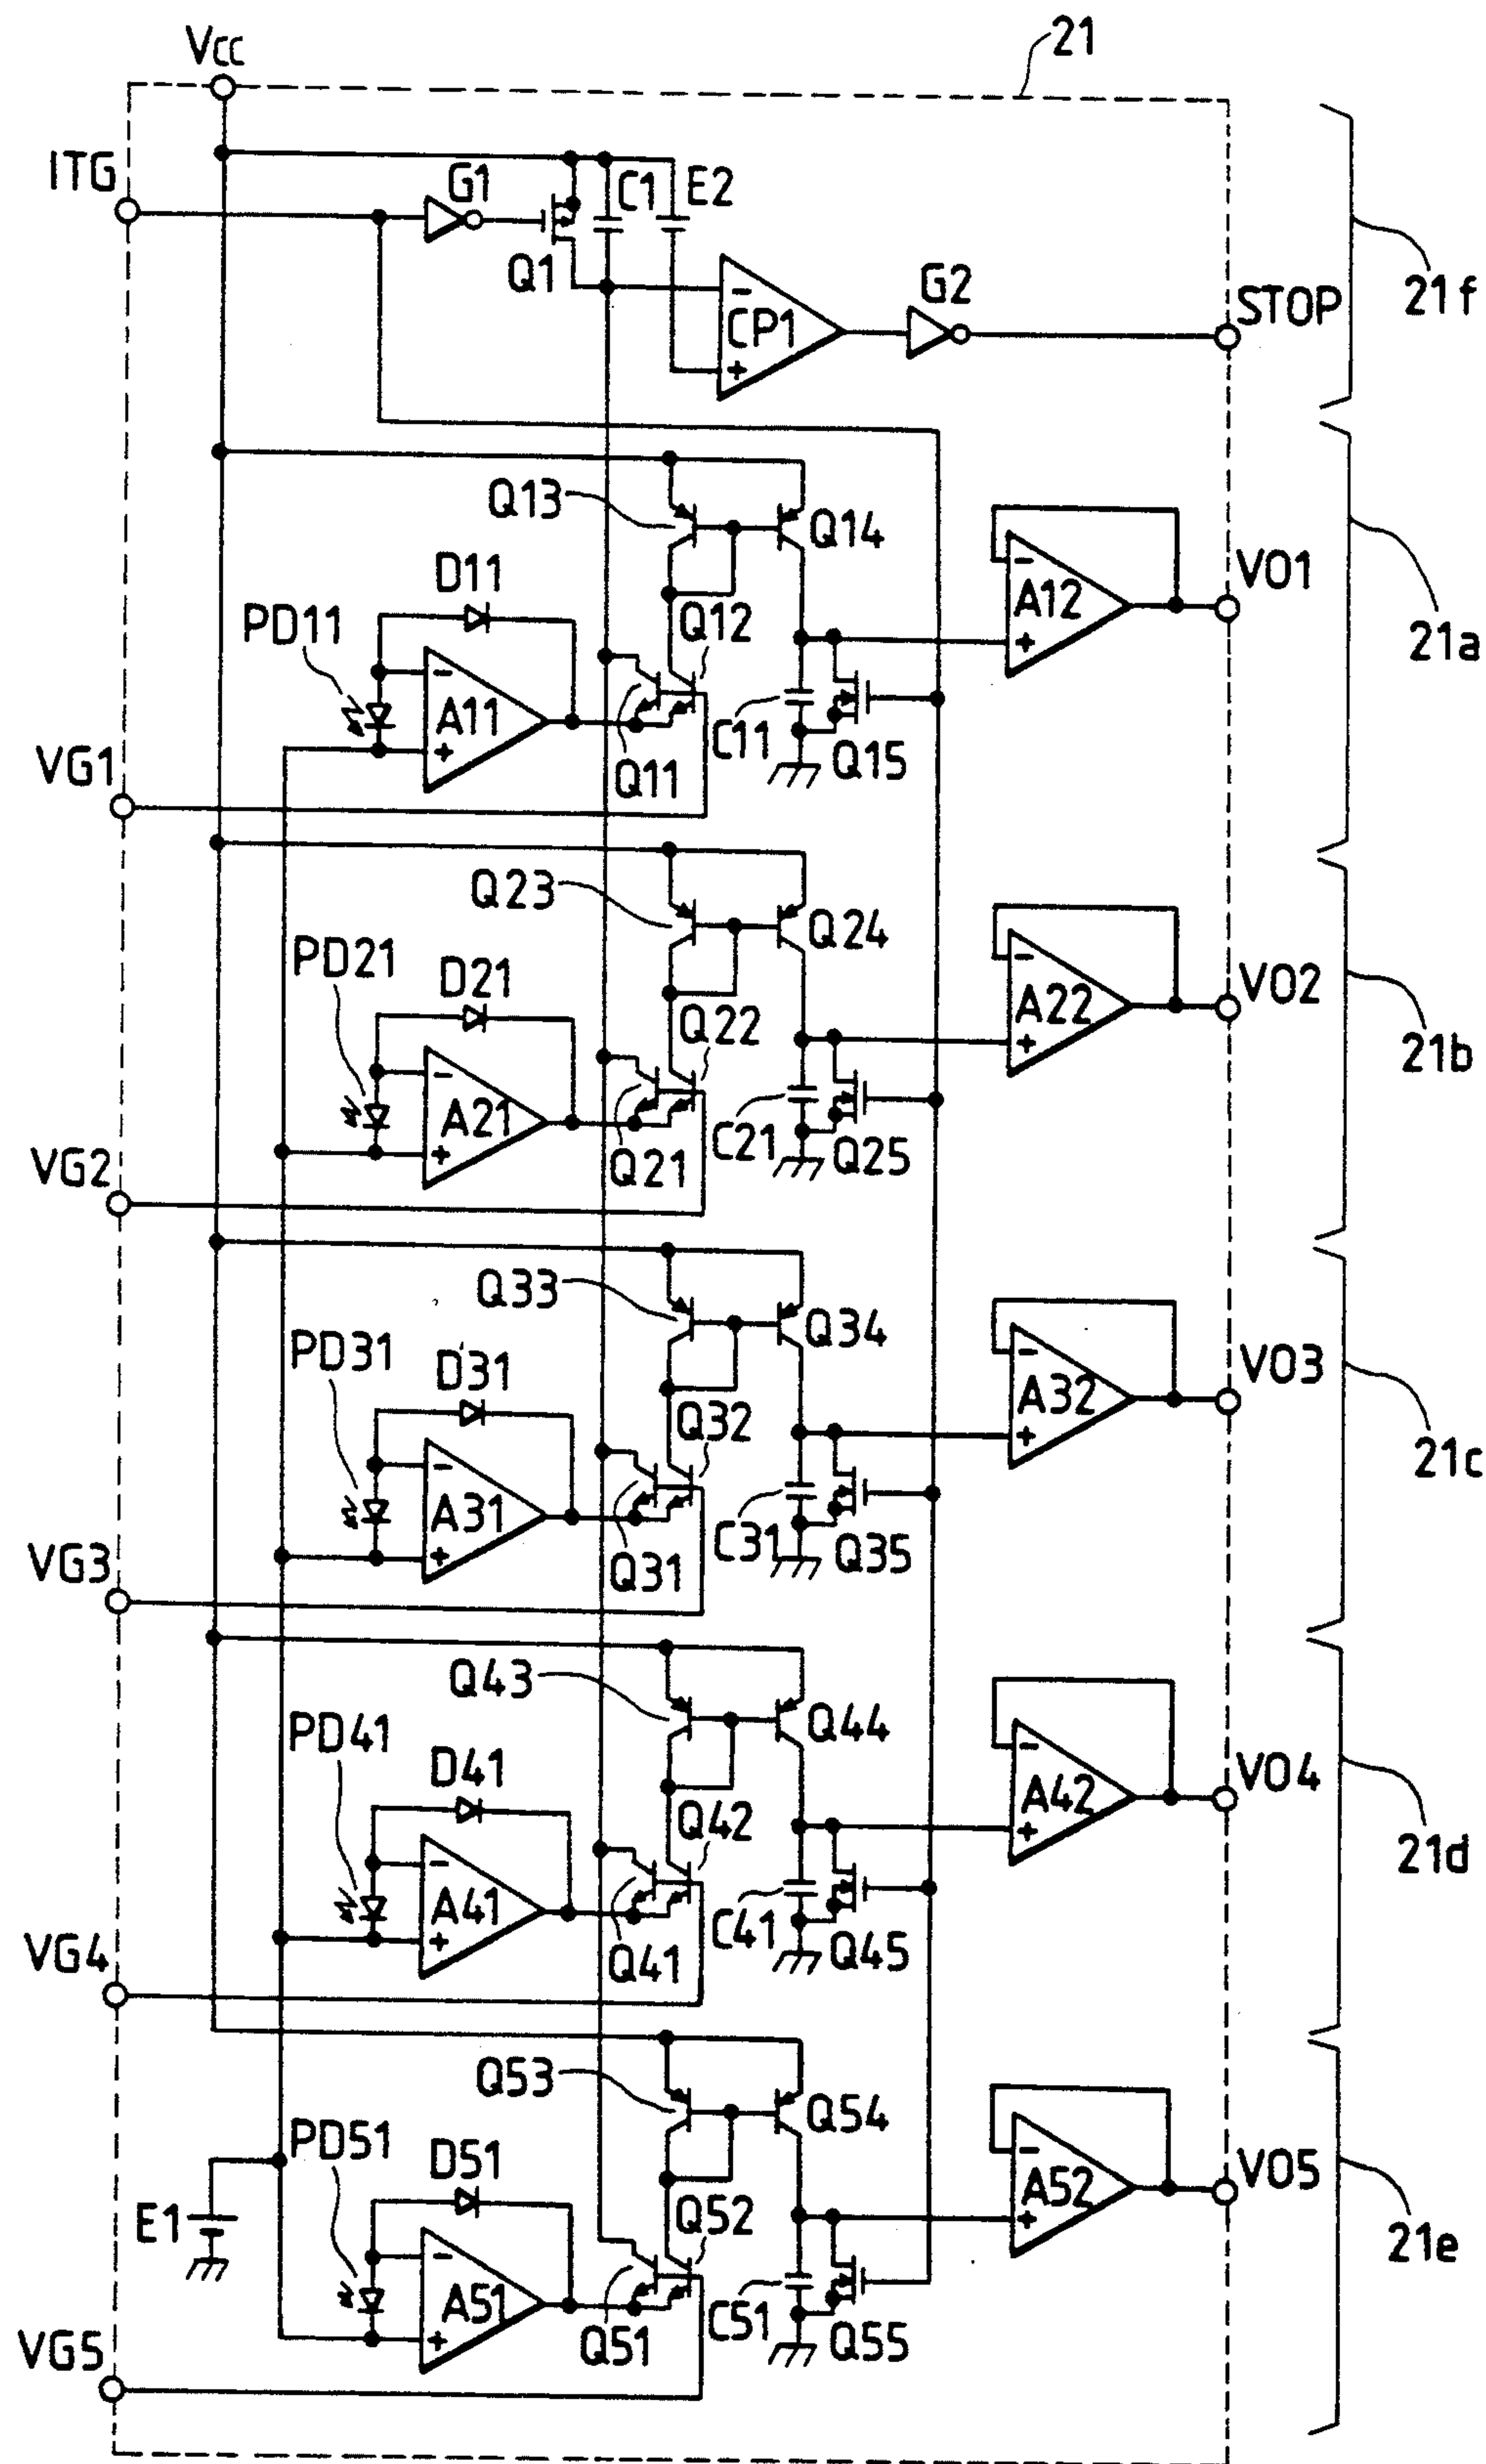 21
Vcc
ITG
G1
C1
E2
Q1
CP1
-
+
G2
STOP
21f
Q13
Q14
D11
PD11
Q12
A11
-
+
Q11
C11
Q15
A12
-
+
VO1
21a
VG1
Q23
Q24
PD21
D21
Q22
A21
-
+
Q21
C21
Q25
A22
-
+
VO2
21b
VG2
Q33
Q34
PD31
D31
Q32
A31
-
+
Q31
C31
Q35
A32
-
+
VO3
21c
VG3
Q43
Q44
PD41
D41
Q42
A41
-
+
Q41
C41
Q45
A42
-
+
VO4
21d
VG4
Q53
Q54
PD51
D51
Q52
E1
A51
-
+
Q51
C51
Q55
A52
-
+
VO5
21e
VG5